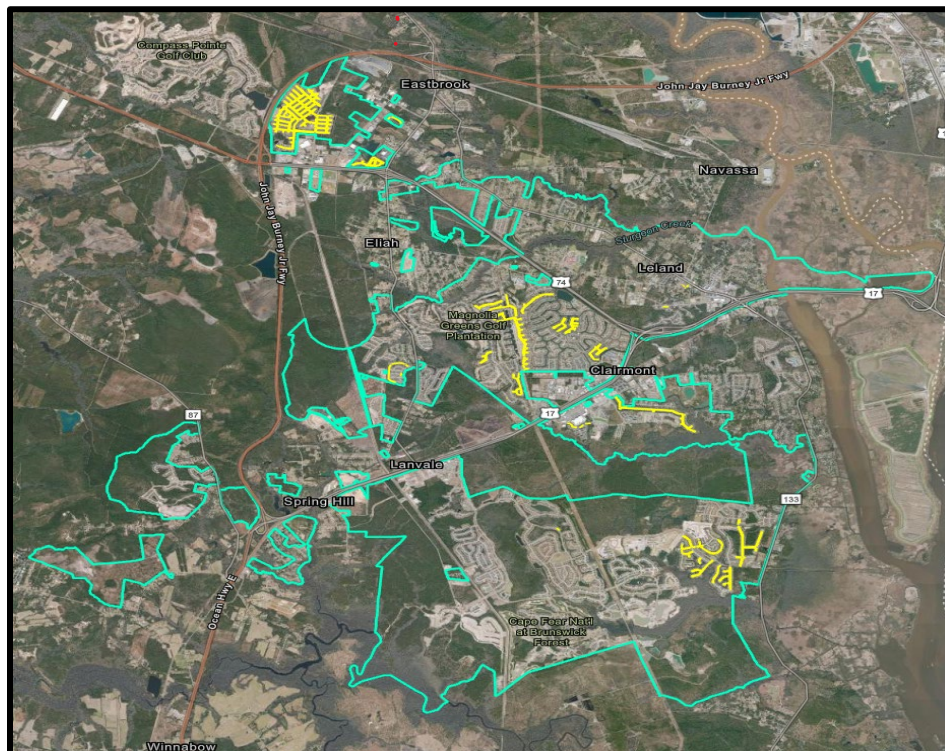 Compass Pointe
Golf Club
Eastbrook
John Jay Burney Jr Fwy
Navassa
John Jay Burney Jr Fwy
Sturgeon Creek
Eliah
Leland
74
17
Magnolia
Greens Golf
Plantation
Clairmont
87
17
Lanvale
Spring Hill
133
Ocean Hwy E
Cape Fear Nat'l
at Brunswick
Forest
Winnabow